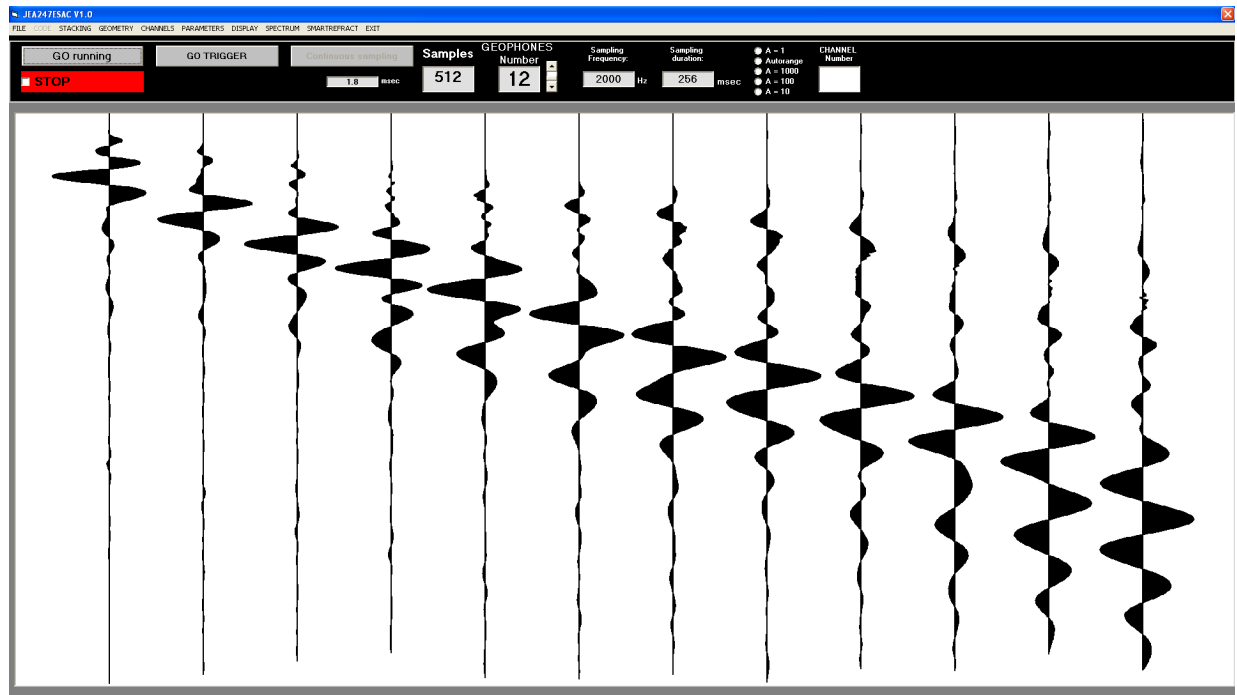 JEA247ESAC V1.0
FILE CODE STACKING GEOMETRY CHANNELS PARAMETERS DISPLAY SPECTRUM SMARTREFRACT EXIT
GO running
GO TRIGGER
Continuous sampling
STOP
1.8 msec
Samples
512
GEOPHONES
Number
12
Sampling
Frequency:
2000 Hz
Sampling
duration:
256 msec
A = 1
Autorange
A = 1000
A = 100
A = 10
CHANNEL
Number